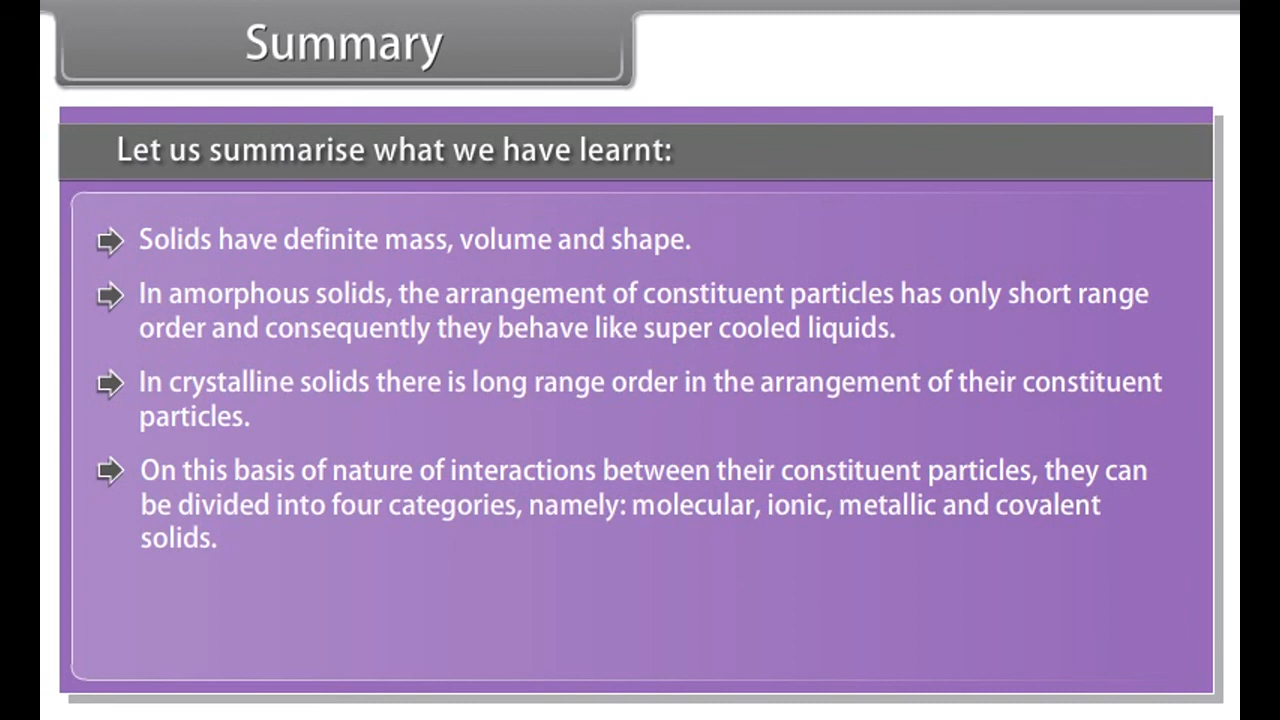 Summary
Let us summarise what we have learnt:
Solids have definite mass, volume and shape.
In amorphous solids, the arrangement of constituent particles has only short range
order and consequently they behave like super cooled liquids.
In crystalline solids there is long range order in the arrangement of their constituent
particles.
On this basis of nature of interactions between their constituent particles, they can
be divided into four categories, namely: molecular, ionic, metallic and covalent
solids.